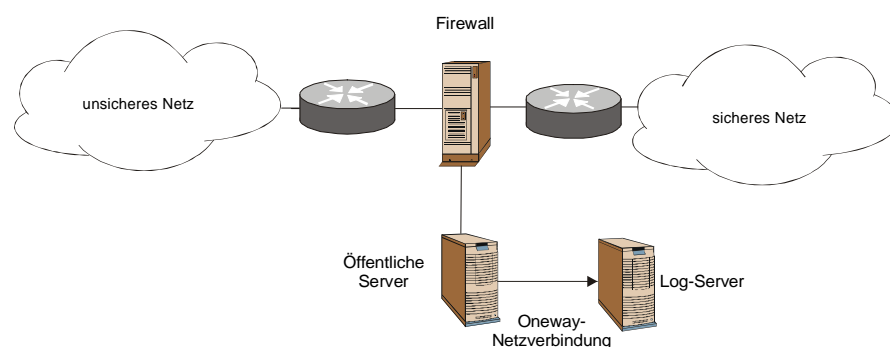 Firewall
unsicheres Netz
sicheres Netz
Öffentliche
Server
Log-Server
Oneway-
Netzverbindung